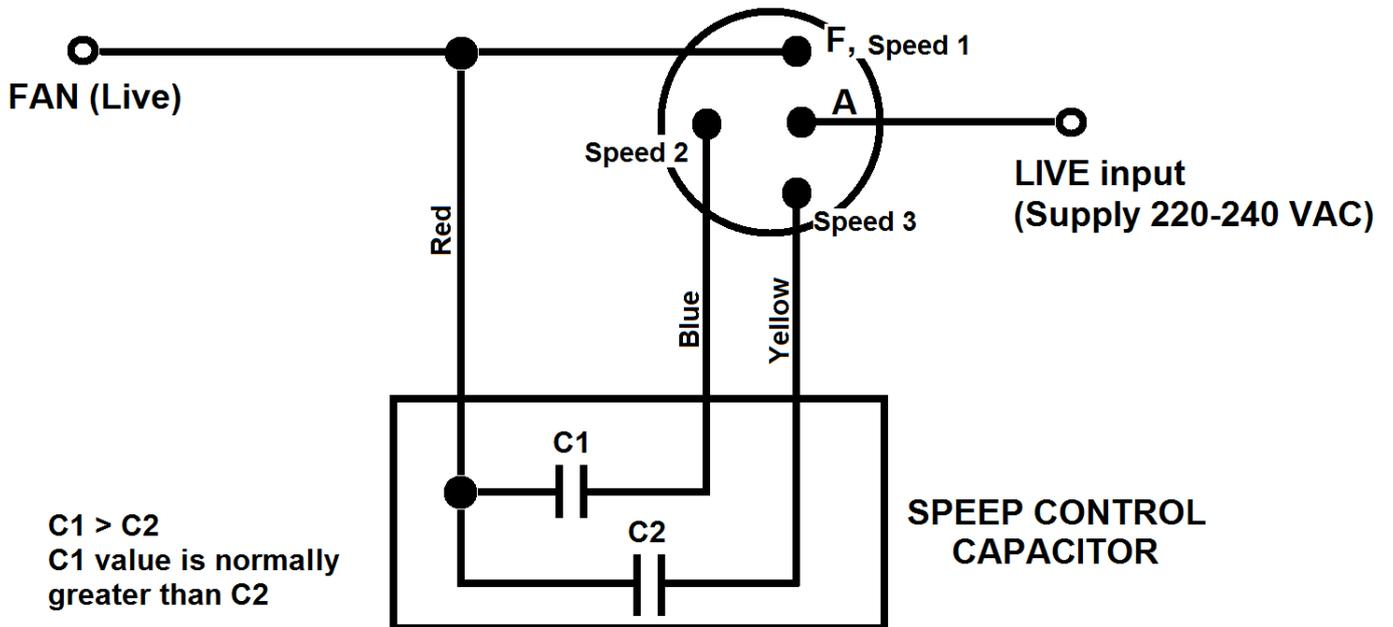 F, Speed 1
FAN (Live)
A
Speed 2
LIVE input
(Supply 220-240 VAC)
Speed 3
Red
Blue
Yellow
C1
C1 > C2
C1 value is normally
greater than C2
C2
SPEEP CONTROL
CAPACITOR